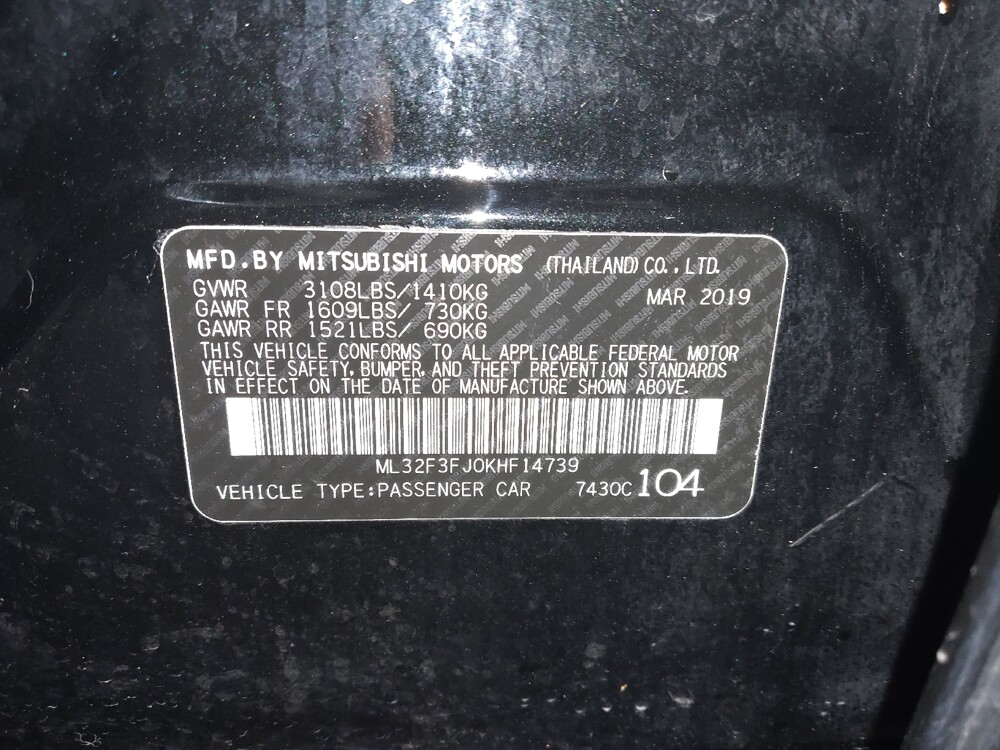 MFD.BY MITSUBISHI MOTORS (THAILAND) CO., LTD.
GVWR 3108LBS/1410KG MAR 2019
GAWR FR 1609LBS/ 730KG
GAWR RR 1521LBS/ 690KG
THIS VEHICLE CONFORMS TO ALL APPLICABLE FEDERAL MOTOR
VEHICLE SAFETY, BUMPER, AND THEFT PREVENTION STANDARDS
IN EFFECT ON THE DATE OF MANUFACTURE SHOWN ABOVE.
ML32F3FJ0KHF14739
VEHICLE TYPE:PASSENGER CAR 7430C 104